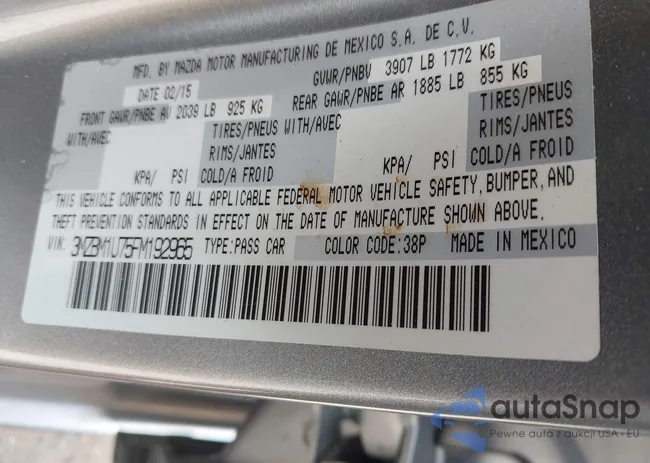 MFD. BY MAZDA MOTOR MANUFACTURING DE MEXICO S.A. DE C.V.
DATE 02/15 GVWR/PNBV 3907 LB 1772 KG
FRONT GAWR/PNBE AV 2039 LB 925 KG REAR GAWR/PNBE AR 1885 LB 855 KG
WITH/AVEC TIRES/PNEUS WITH/AVEC TIRES/PNEUS
RIMS/JANTES RIMS/JANTES
KPA/ PSI COLD/A FROID KPA/ PSI COLD/A FROID
THIS VEHICLE CONFORMS TO ALL APPLICABLE FEDERAL MOTOR VEHICLE SAFETY, BUMPER, AND
THEFT PREVENTION STANDARDS IN EFFECT ON THE DATE OF MANUFACTURE SHOWN ABOVE.
VIN: 3MZBM1U75FM192965 TYPE:PASS CAR COLOR CODE:38P MADE IN MEXICO
autaSnap
Pewne auta z aukcji USA i EU